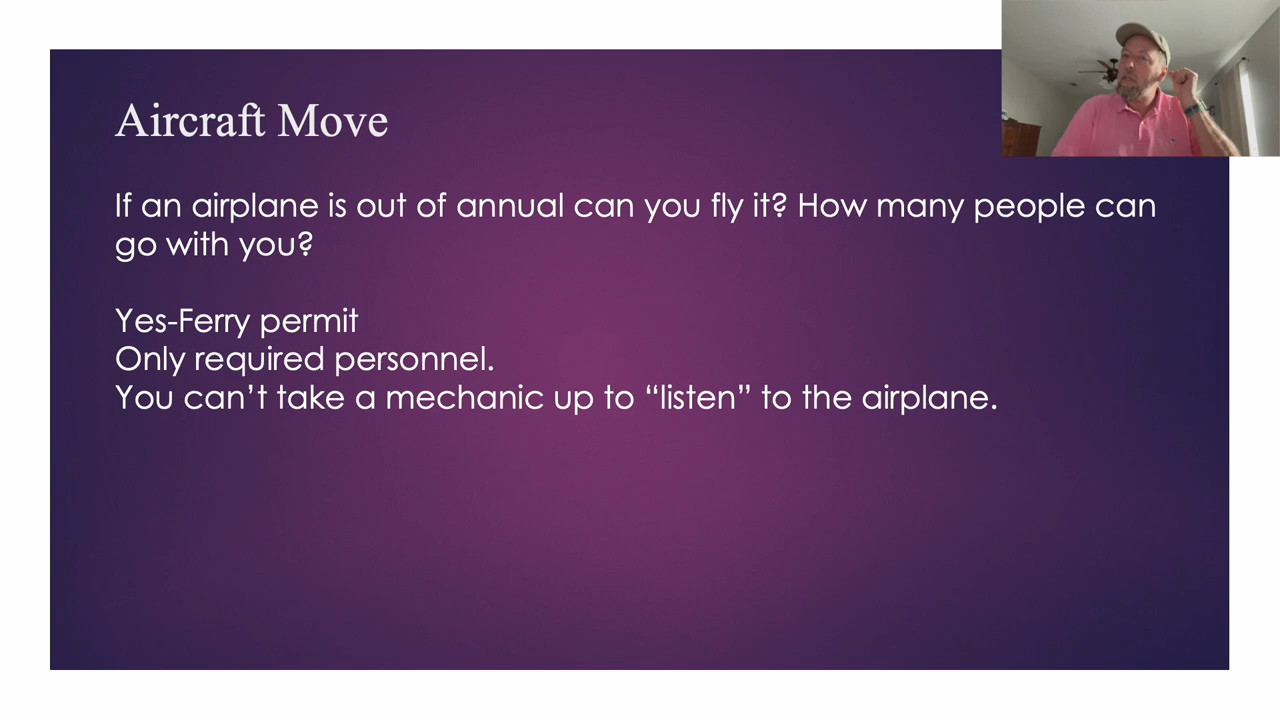 Aircraft Move
If an airplane is out of annual can you fly it? How many people can
go with you?
Yes-Ferry permit
Only required personnel.
You can’t take a mechanic up to “listen” to the airplane.